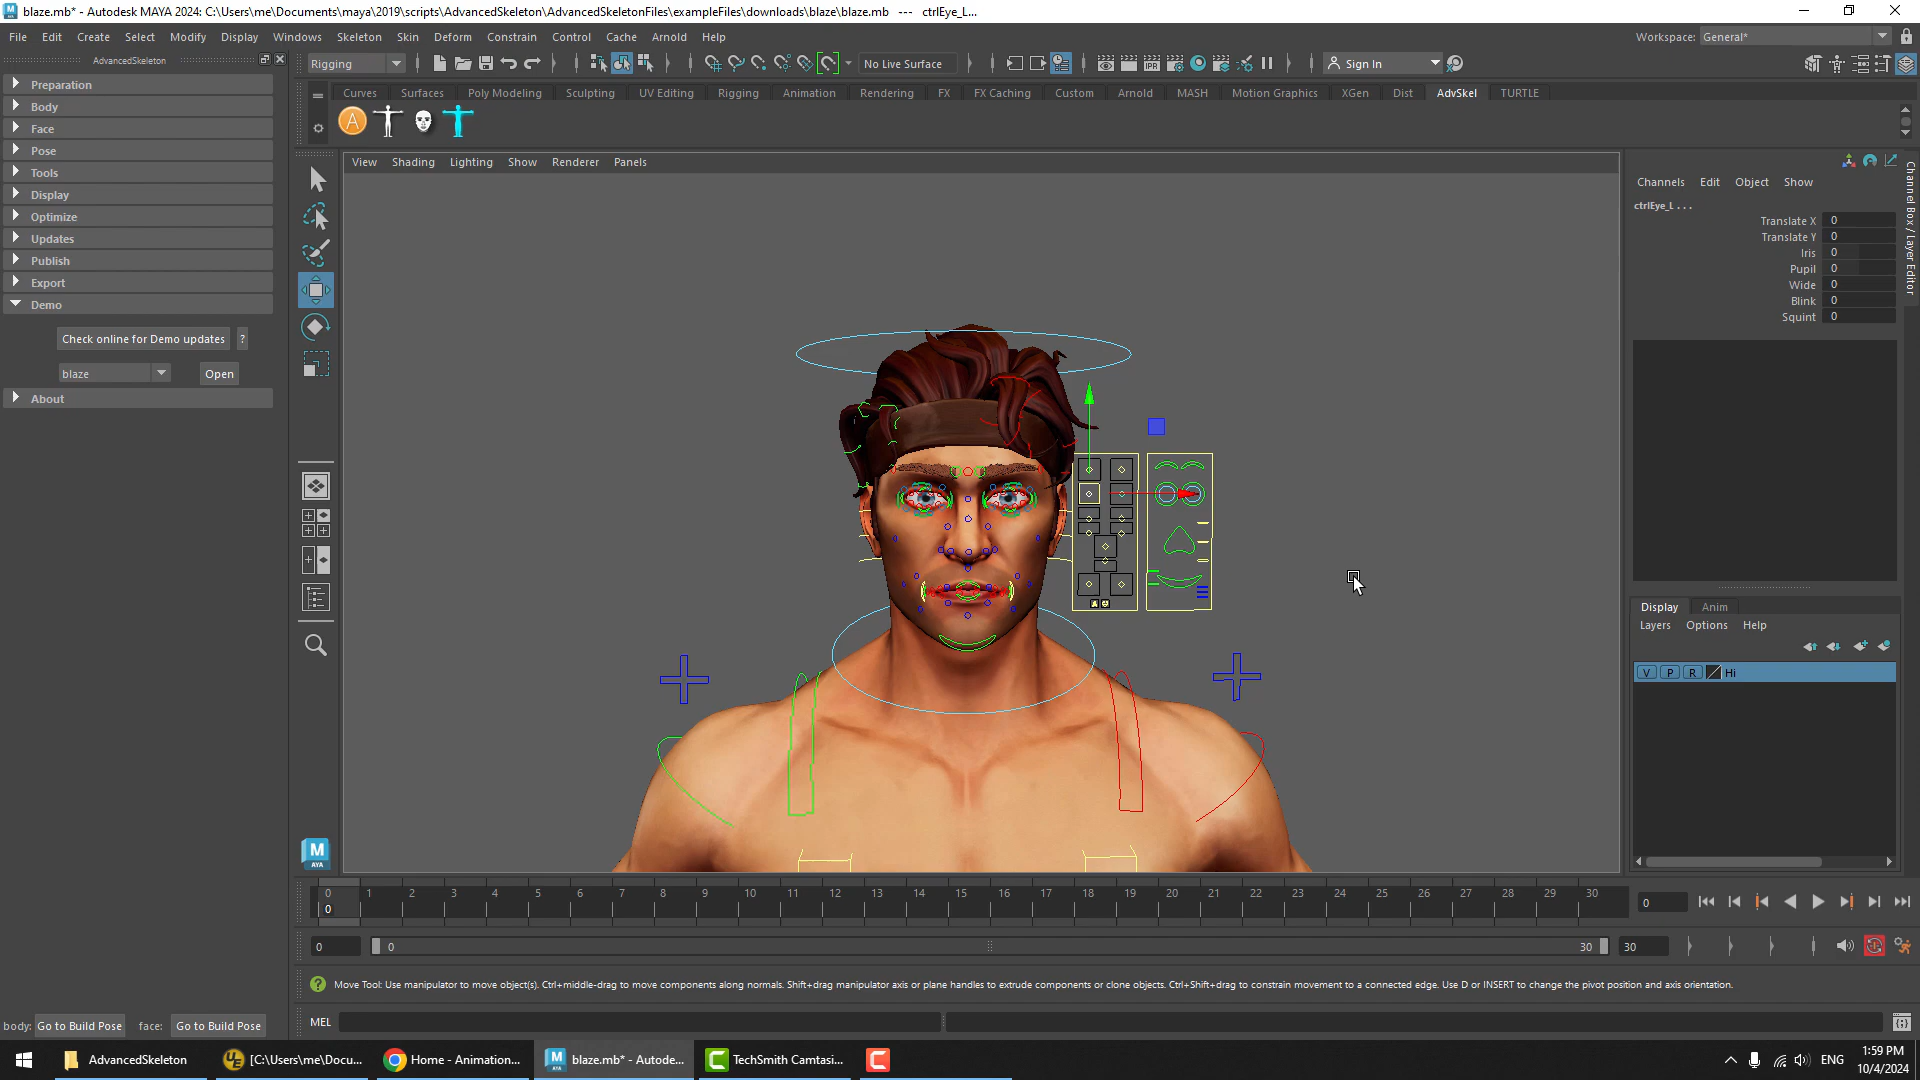 blaze.mb* - Autodesk MAYA 2024: C:\Users\me\Documents\maya\2019\scripts\AdvancedSkeleton\AdvancedSkeletonFiles\exampleFiles\downloads\blaze\blaze.mb   ---   ctrlEye_L...
File Edit Create Select Modify Display Windows Skeleton Skin Deform Constrain Control Cache Arnold Help
Workspace: General*
AdvancedSkeleton
Rigging
No Live Surface
Sign In
Curves Surfaces Poly Modeling Sculpting UV Editing Rigging Animation Rendering FX FX Caching Custom Arnold MASH Motion Graphics XGen Dist AdvSkel TURTLE
IPR
A
Preparation
Body
Face
Pose
Tools
Display
Optimize
Updates
Publish
Export
Demo
Check online for Demo updates ?
blaze Open
About
View Shading Lighting Show Renderer Panels
Channels Edit Object Show
ctrlEye_L . . .
Translate X 0
Translate Y 0
Iris 0
Pupil 0
Wide 0
Blink 0
Squint 0
Channel Box / Layer Editor
Display Anim
Layers Options Help
V P R Hi
M
AYA
0 1 2 3 4 5 6 7 8 9 10 11 12 13 14 15 16 17 18 19 20 21 22 23 24 25 26 27 28 29 30
0
0
0 0 30 30
Move Tool: Use manipulator to move object(s). Ctrl+middle-drag to move components along normals. Shift+drag manipulator axis or plane handles to extrude components or clone objects. Ctrl+Shift+drag to constrain movement to a connected edge. Use D or INSERT to change the pivot position and axis orientation.
body: Go to Build Pose face: Go to Build Pose
MEL
AdvancedSkeleton
[C:\Users\me\Docu...
Home - Animation...
blaze.mb* - Autode...
TechSmith Camtasi...
ENG
1:59 PM
10/4/2024